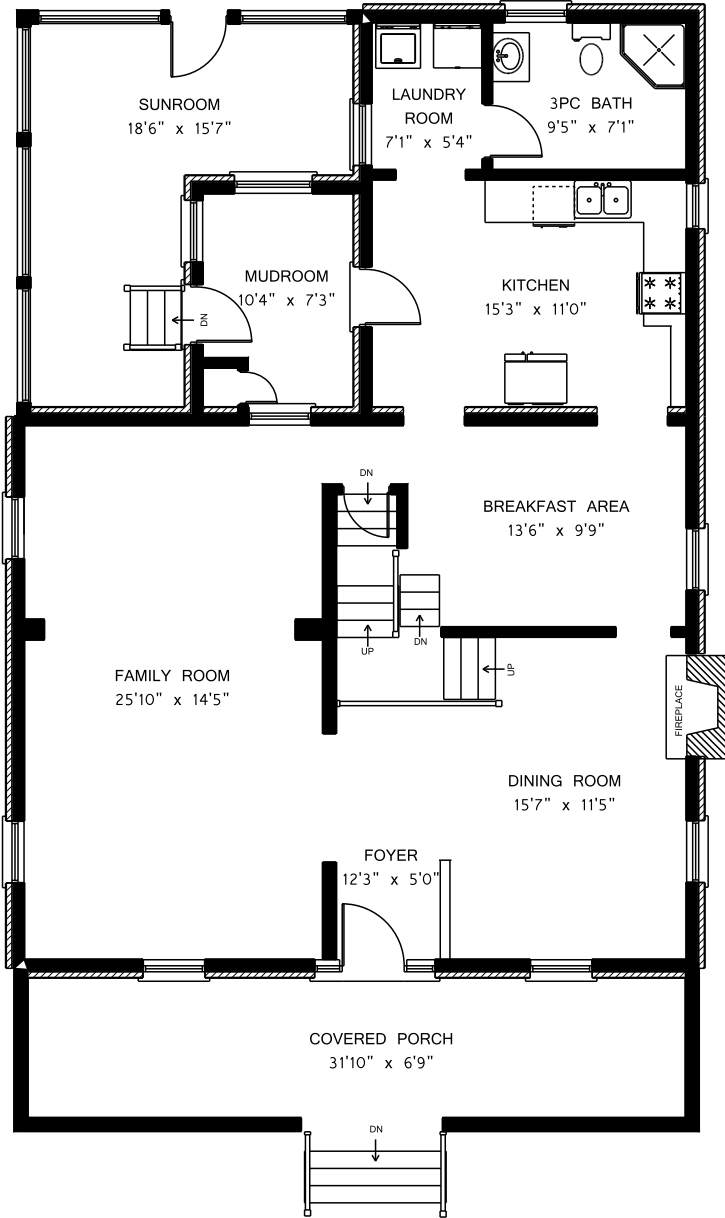 SUNROOM
18'6" x 15'7"
LAUNDRY
ROOM
7'1" x 5'4"
3PC BATH
9'5" x 7'1"
MUDROOM
10'4" x 7'3"
DN
KITCHEN
15'3" x 11'0"
DN
BREAKFAST AREA
13'6" x 9'9"
UP
DN
UP
FAMILY ROOM
25'10" x 14'5"
FIREPLACE
DINING ROOM
15'7" x 11'5"
FOYER
12'3" x 5'0"
COVERED PORCH
31'10" x 6'9"
DN